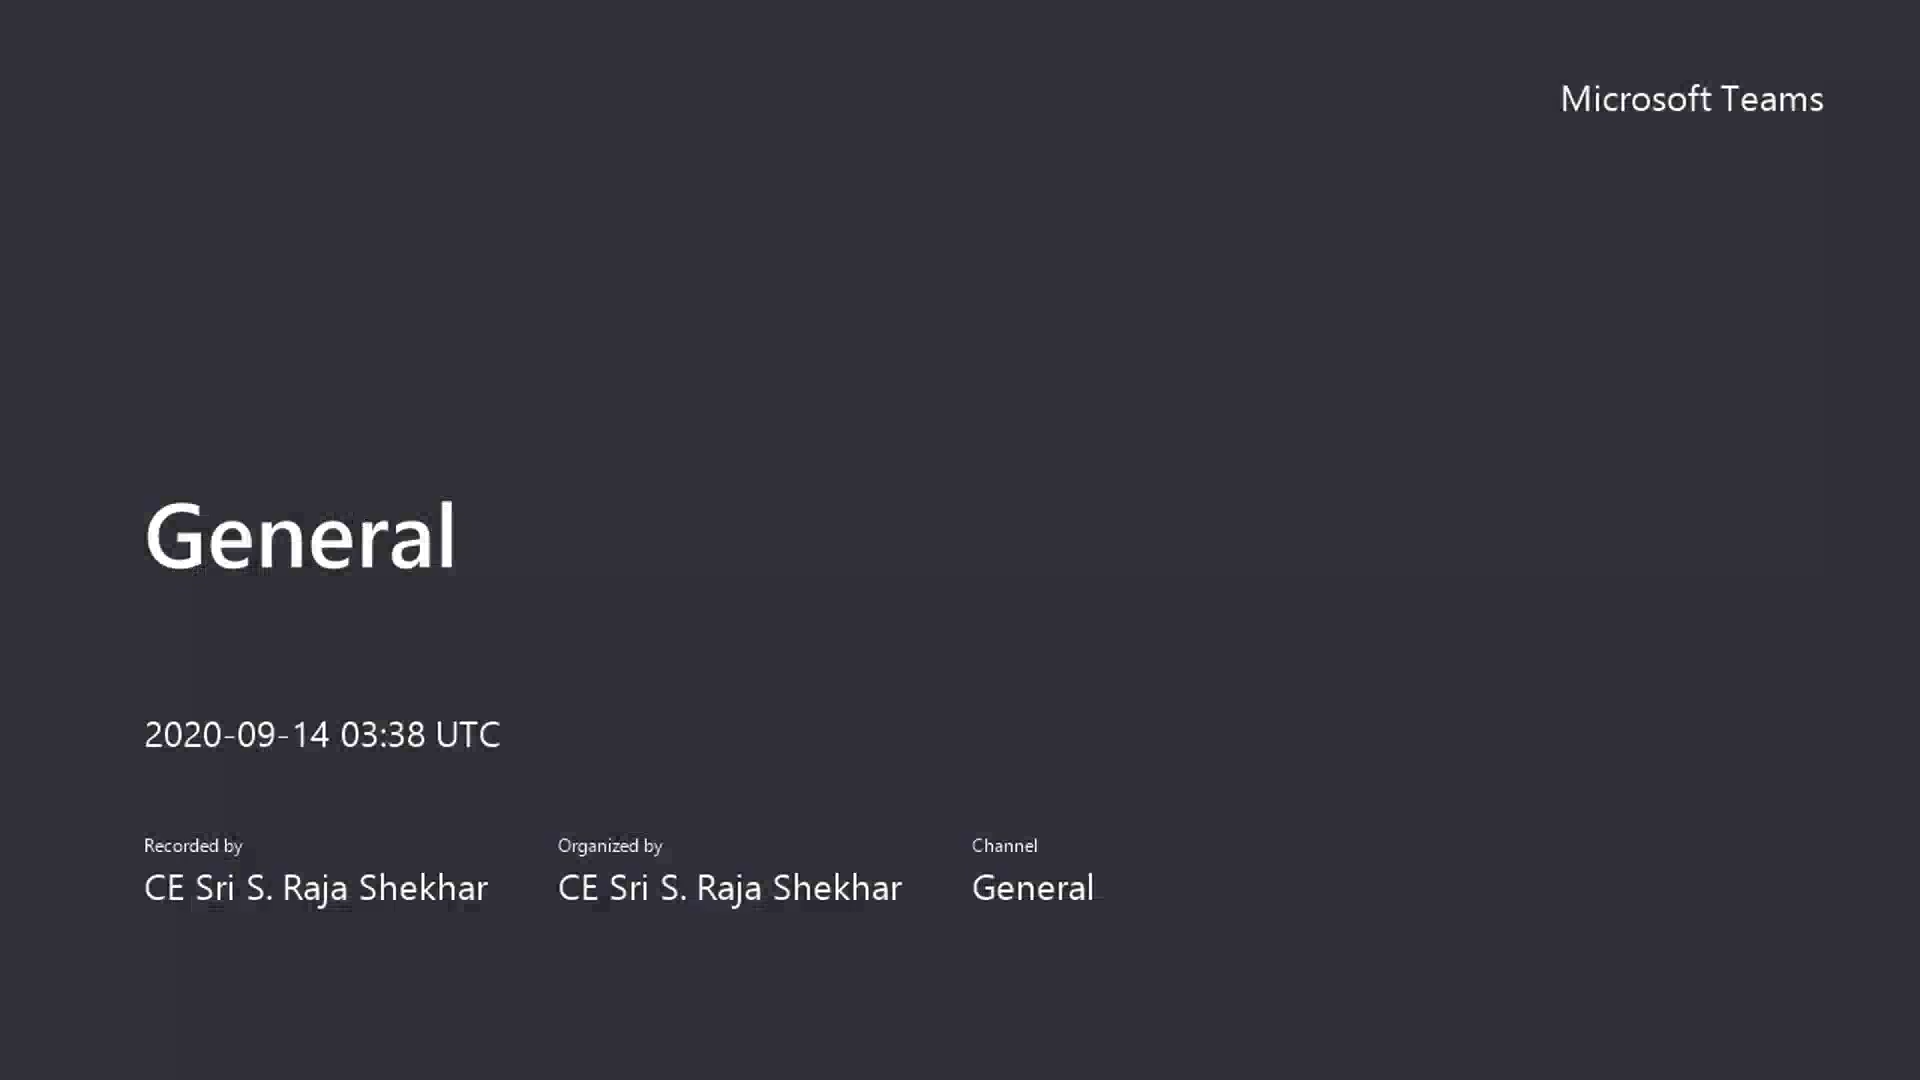 Microsoft Teams
General
2020-09-14 03:38 UTC
Recorded by
CE Sri S. Raja Shekhar
Organized by
CE Sri S. Raja Shekhar
Channel
General